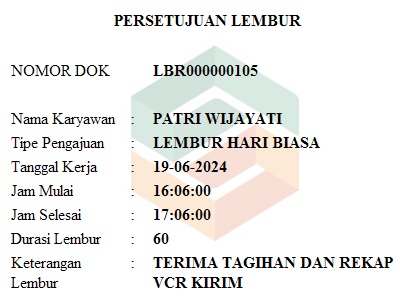 PERSETUJUAN LEMBUR
NOMOR DOK LBR000000105
Nama Karyawan : PATRI WIJAYATI
Tipe Pengajuan : LEMBUR HARI BIASA
Tanggal Kerja : 19-06-2024
Jam Mulai : 16:06:00
Jam Selesai : 17:06:00
Durasi Lembur : 60
Keterangan : TERIMA TAGIHAN DAN REKAP
Lembur VCR KIRIM